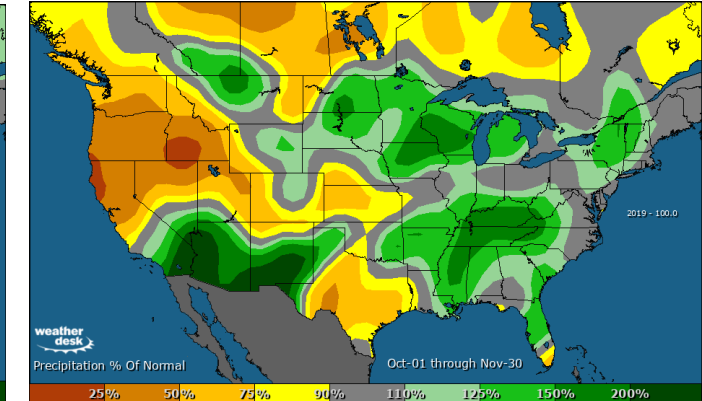 2019 - 100.0
weather
desk
Precipitation % Of Normal
Oct-01 through Nov-30
25% 50% 75% 90% 110% 125% 150% 200%